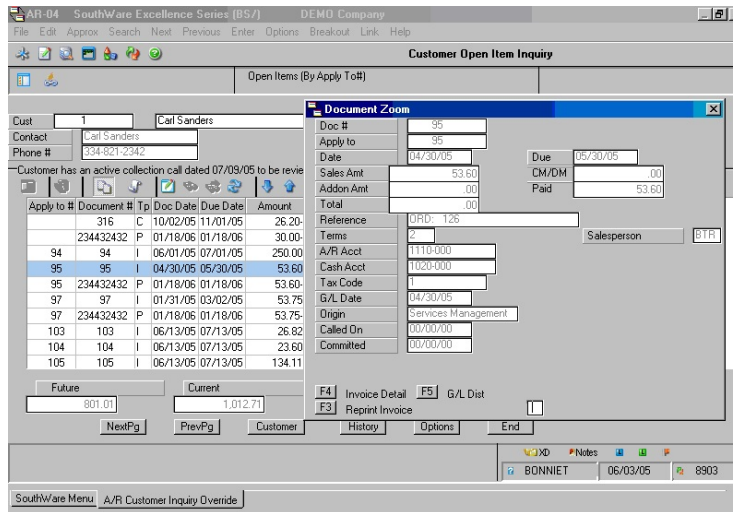 AR-04 SouthWare Excellence Series (BS/) DEMO Company
File Edit Approx Search Next Previous Enter Options Breakout Link Help
Customer Open Item Inquiry
Open Items (By Apply To#)
Cust 1 Carl Sanders
Contact Carl Sanders
Phone # 334-821-2342
Customer has an active collection call dated 07/09/05 to be revie
Apply to # Document # Tp Doc Date Due Date Amount
316 C 10/02/05 11/01/05 26.20-
234432432 P 01/18/06 01/18/06 30.00-
94 94 I 06/01/05 07/01/05 250.00
95 95 I 04/30/05 05/30/05 53.60
95 234432432 P 01/18/06 01/18/06 53.60-
97 97 I 01/31/05 03/02/05 53.75
97 234432432 P 01/18/06 01/18/06 53.75-
103 103 I 06/13/05 07/13/05 26.82
104 104 I 06/13/05 07/13/05 23.60
105 105 I 06/13/05 07/13/05 134.11
Future Current
801.01 1,012.71
NextPg PrevPg Customer History Options End
Document Zoom
Doc # 95
Apply to 95
Date 04/30/05 Due 05/30/05
Sales Amt 53.60 CM/DM .00
Addon Amt .00 Paid 53.60
Total .00
Reference ORD: 126
Terms 2 Salesperson BTR
A/R Acct 1110-000
Cash Acct 1020-000
Tax Code 1
G/L Date 04/30/05
Origin Services Management
Called On 00/00/00
Committed 00/00/00
F4 Invoice Detail F5 G/L Dist
F3 Reprint Invoice
XD Notes
BONNIET 06/03/05 8903
SouthWare Menu A/R Customer Inquiry Override